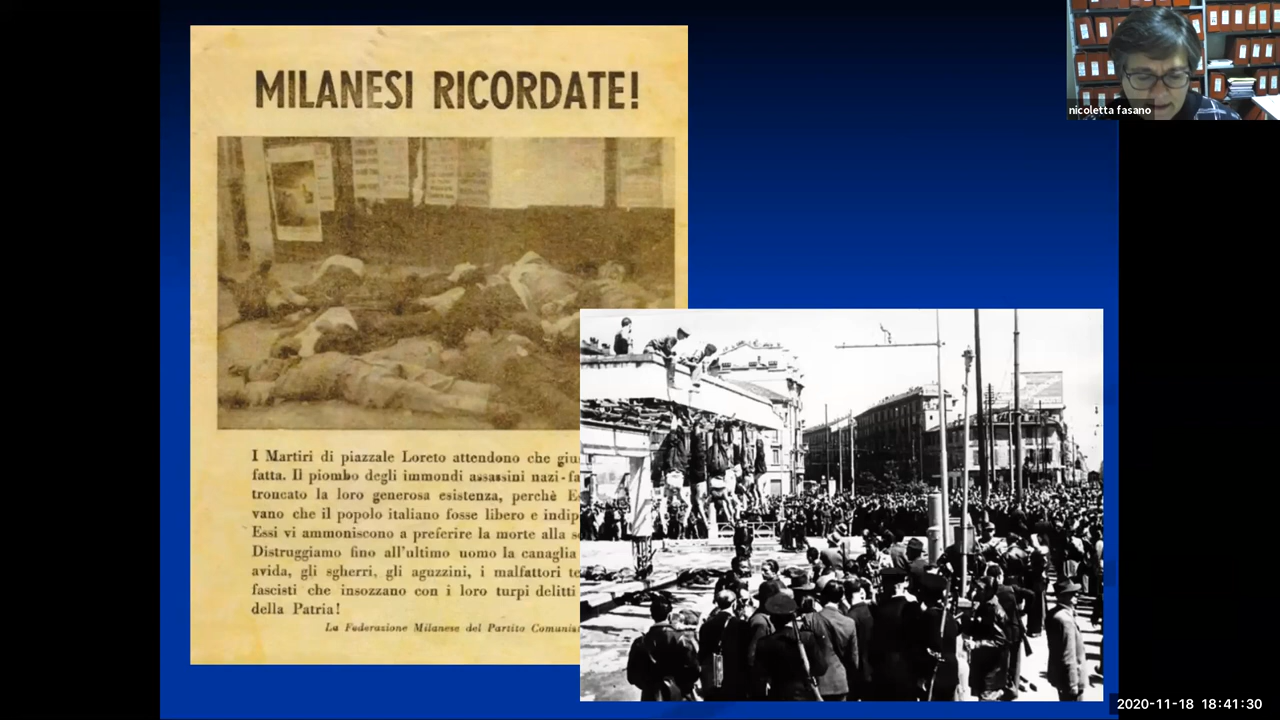 MILANESI RICORDATE!
I Martiri di piazzale Loreto attendono che giu
fatta. Il piombo degli immondi assassini nazi-fa
troncato la loro generosa esistenza, perchè E
vano che il popolo italiano fosse libero e indip
Essi vi ammoniscono a preferire la morte alla s
Distruggiamo fino all'ultimo uomo la canaglia
avida, gli sgherri, gli aguzzini, i malfattori te
fascisti che insozzano con i loro turpi delitti
della Patria!
La Federazione Milanese del Partito Comunis
nicoletta fasano
2020-11-18 18:41:30